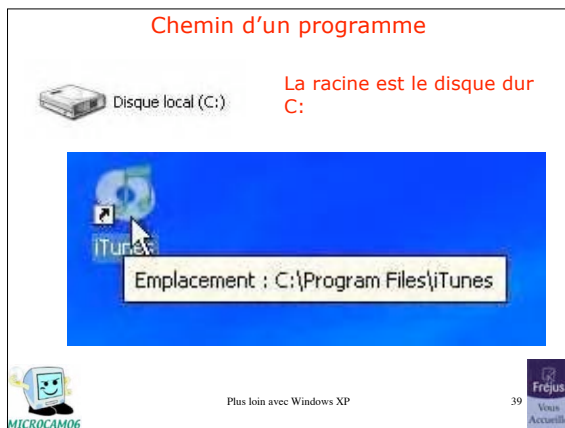 Chemin d'un programme
Disque local (C:)
La racine est le disque dur
C:
iTunes
Emplacement : C:\Program Files\iTunes
MICROCAM06
Plus loin avec Windows XP
39
Fréjus
Vous
Accueille